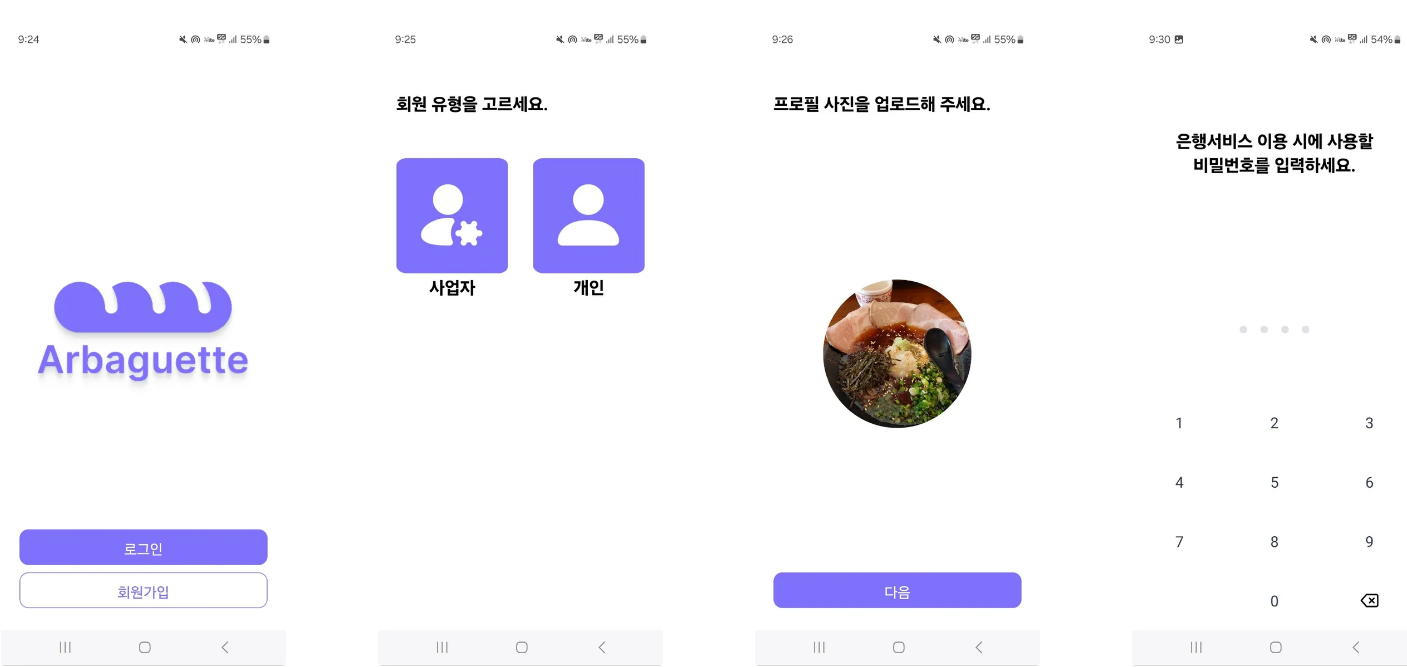 9:24
55%
Arbaguette
로그인
회원가입
9:25
55%
회원 유형을 고르세요.
사업자
개인
9:26
55%
프로필 사진을 업로드해 주세요.
다음
9:30
54%
은행서비스 이용 시에 사용할
비밀번호를 입력하세요.
1 2 3
4 5 6
7 8 9
0